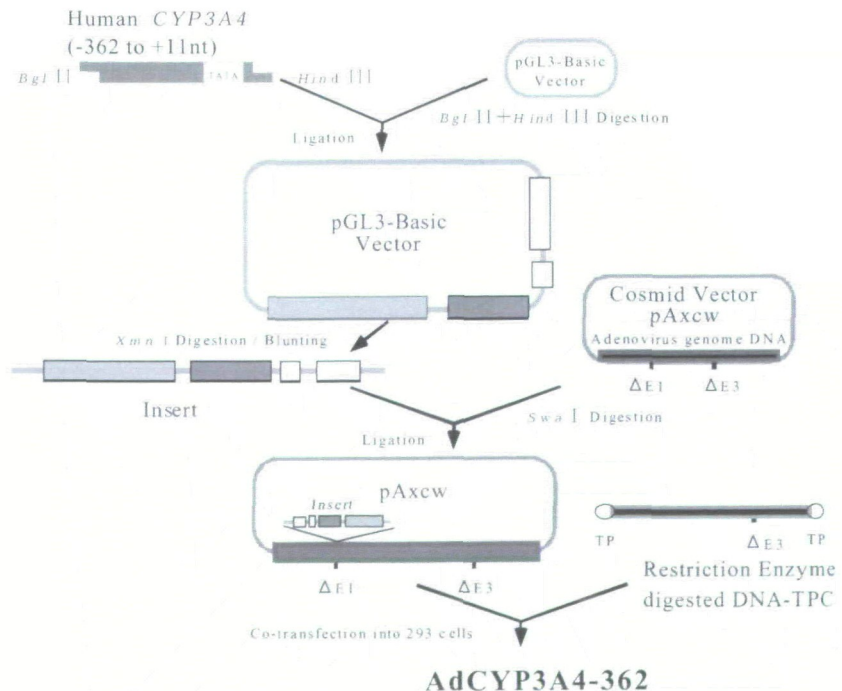 Human CYP3A4
(-362 to +11nt)
Bgl II
TATA
Hind III
pGL3-Basic
Vector
Bgl II+Hind III Digestion
Ligation
pGL3-Basic
Vector
Cosmid Vector
pAxcw
Adenovirus genome DNA
ΔE1
ΔE3
Xmn I Digestion / Blunting
Insert
Swa I Digestion
Ligation
pAxcw
Insert
ΔE1
ΔE3
TP
ΔE3
TP
Restriction Enzyme
digested DNA-TPC
Co-transfection into 293 cells
AdCYP3A4-362